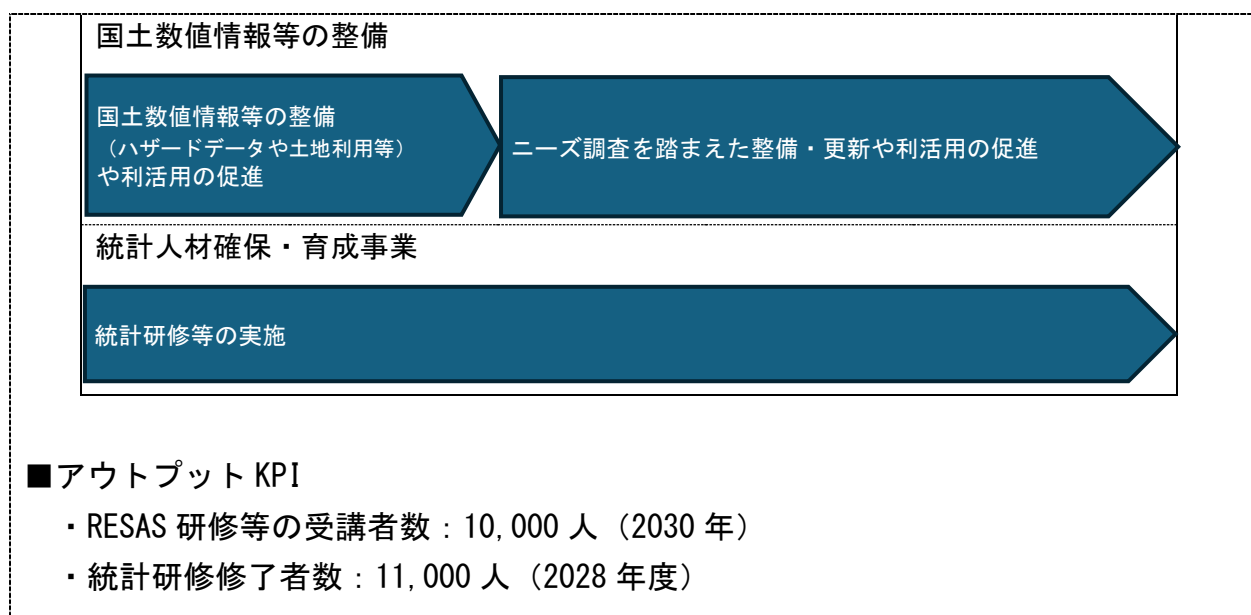 国土数値情報等の整備
国土数値情報等の整備
（ハザードデータや土地利用等）
や利活用の促進
ニーズ調査を踏まえた整備・更新や利活用の促進
統計人材確保・育成事業
統計研修等の実施
■アウトプット KPI
・RESAS 研修等の受講者数：10,000 人（2030 年）
・統計研修修了者数：11,000 人（2028 年度）